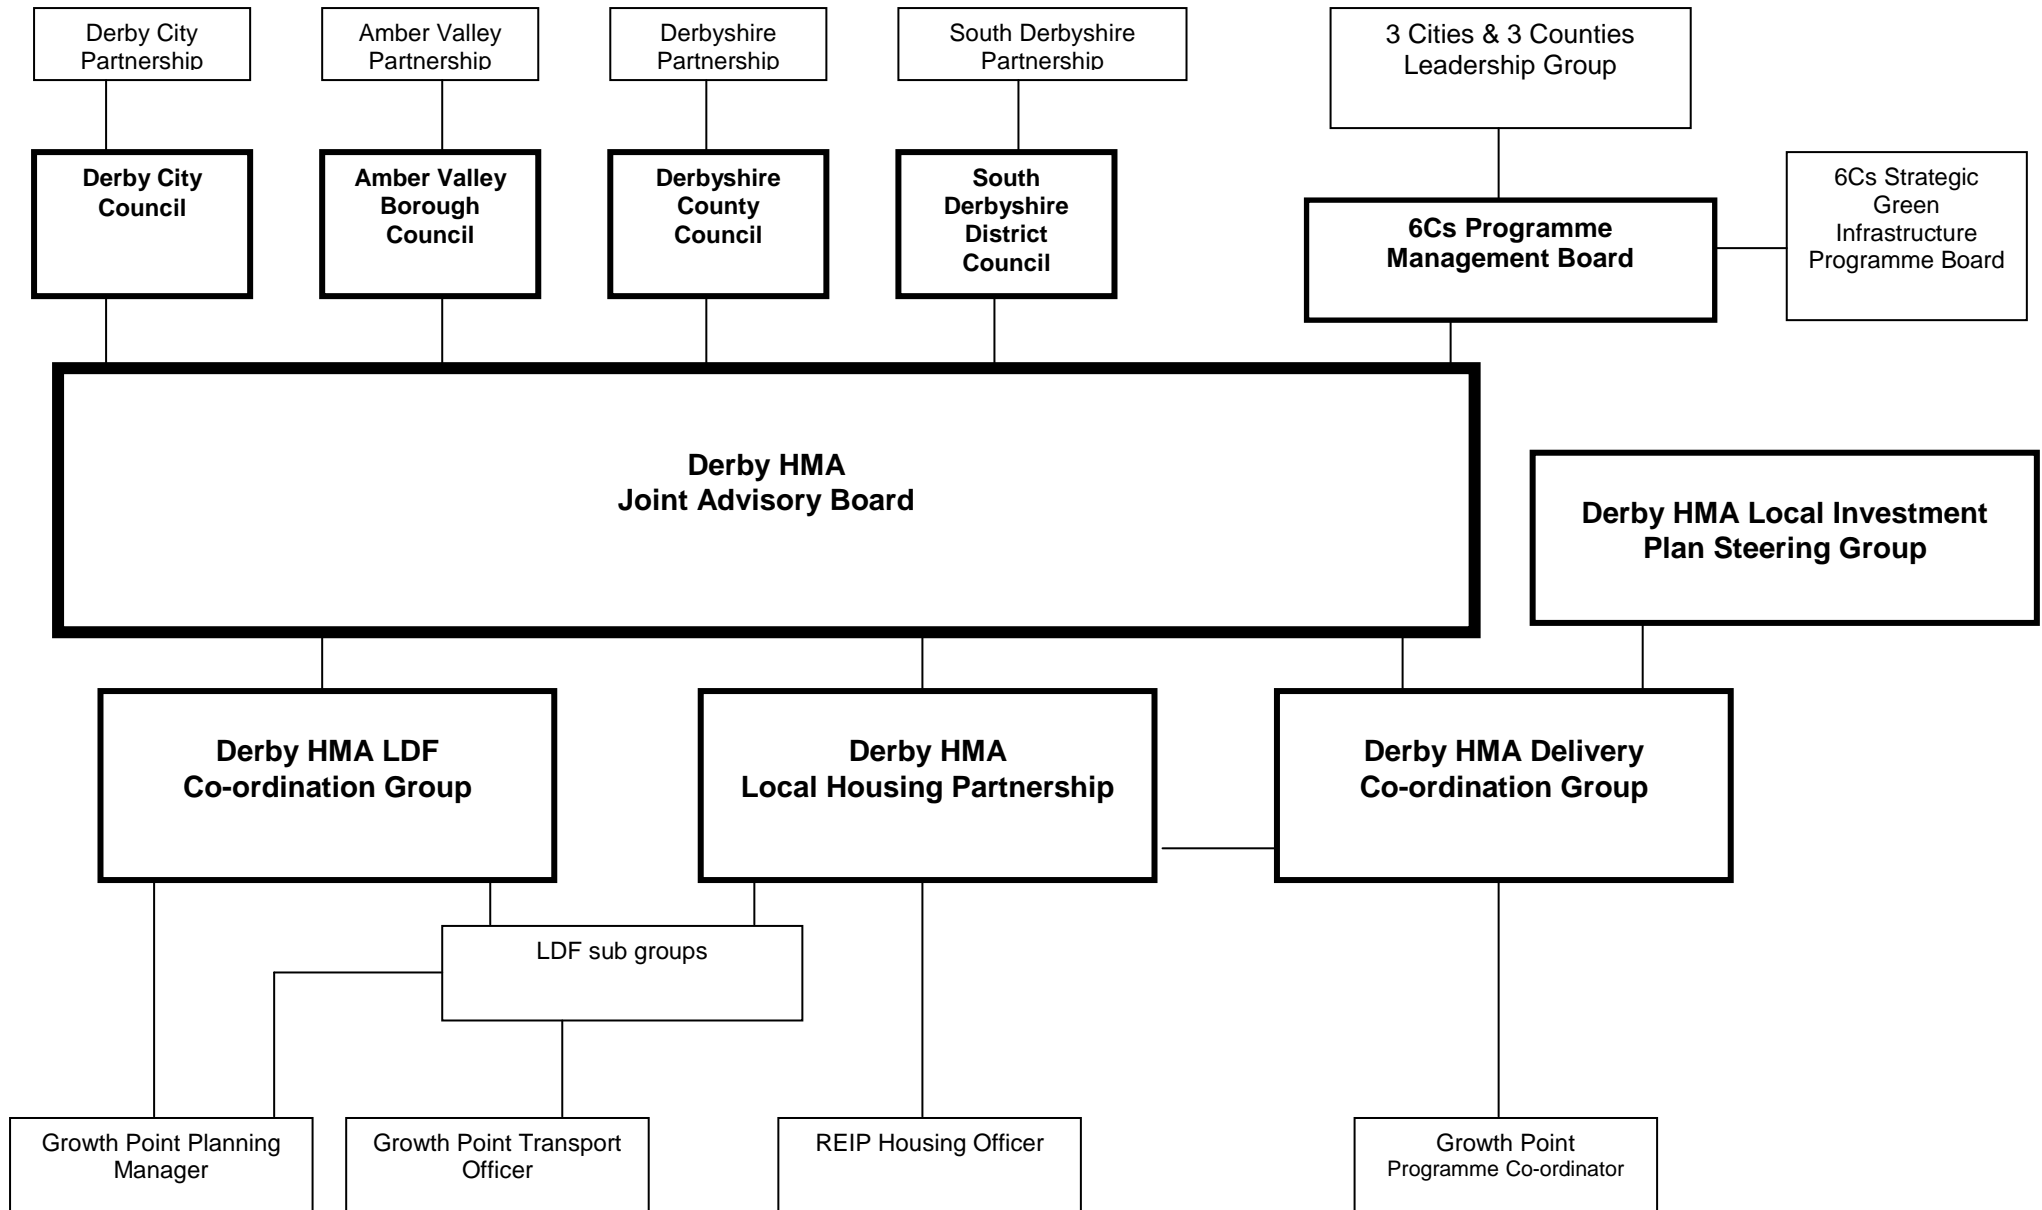 Derby City
Partnership
Amber Valley
Partnership
Derbyshire
Partnership
South Derbyshire
Partnership
3 Cities & 3 Counties
Leadership Group
Derby City
Council
Amber Valley
Borough
Council
Derbyshire
County
Council
South
Derbyshire
District
Council
6Cs Programme
Management Board
6Cs Strategic
Green
Infrastructure
Programme Board
Derby HMA
Joint Advisory Board
Derby HMA Local Investment
Plan Steering Group
Derby HMA LDF
Co-ordination Group
Derby HMA
Local Housing Partnership
Derby HMA Delivery
Co-ordination Group
LDF sub groups
Growth Point Planning
Manager
Growth Point Transport
Officer
REIP Housing Officer
Growth Point
Programme Co-ordinator